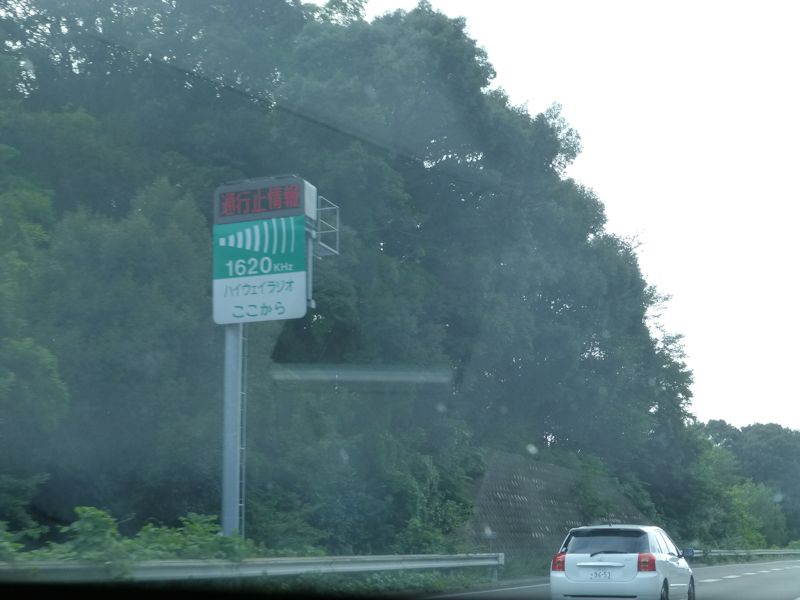 通行止情報
1620KHz
ハイウェイラジオ
ここから